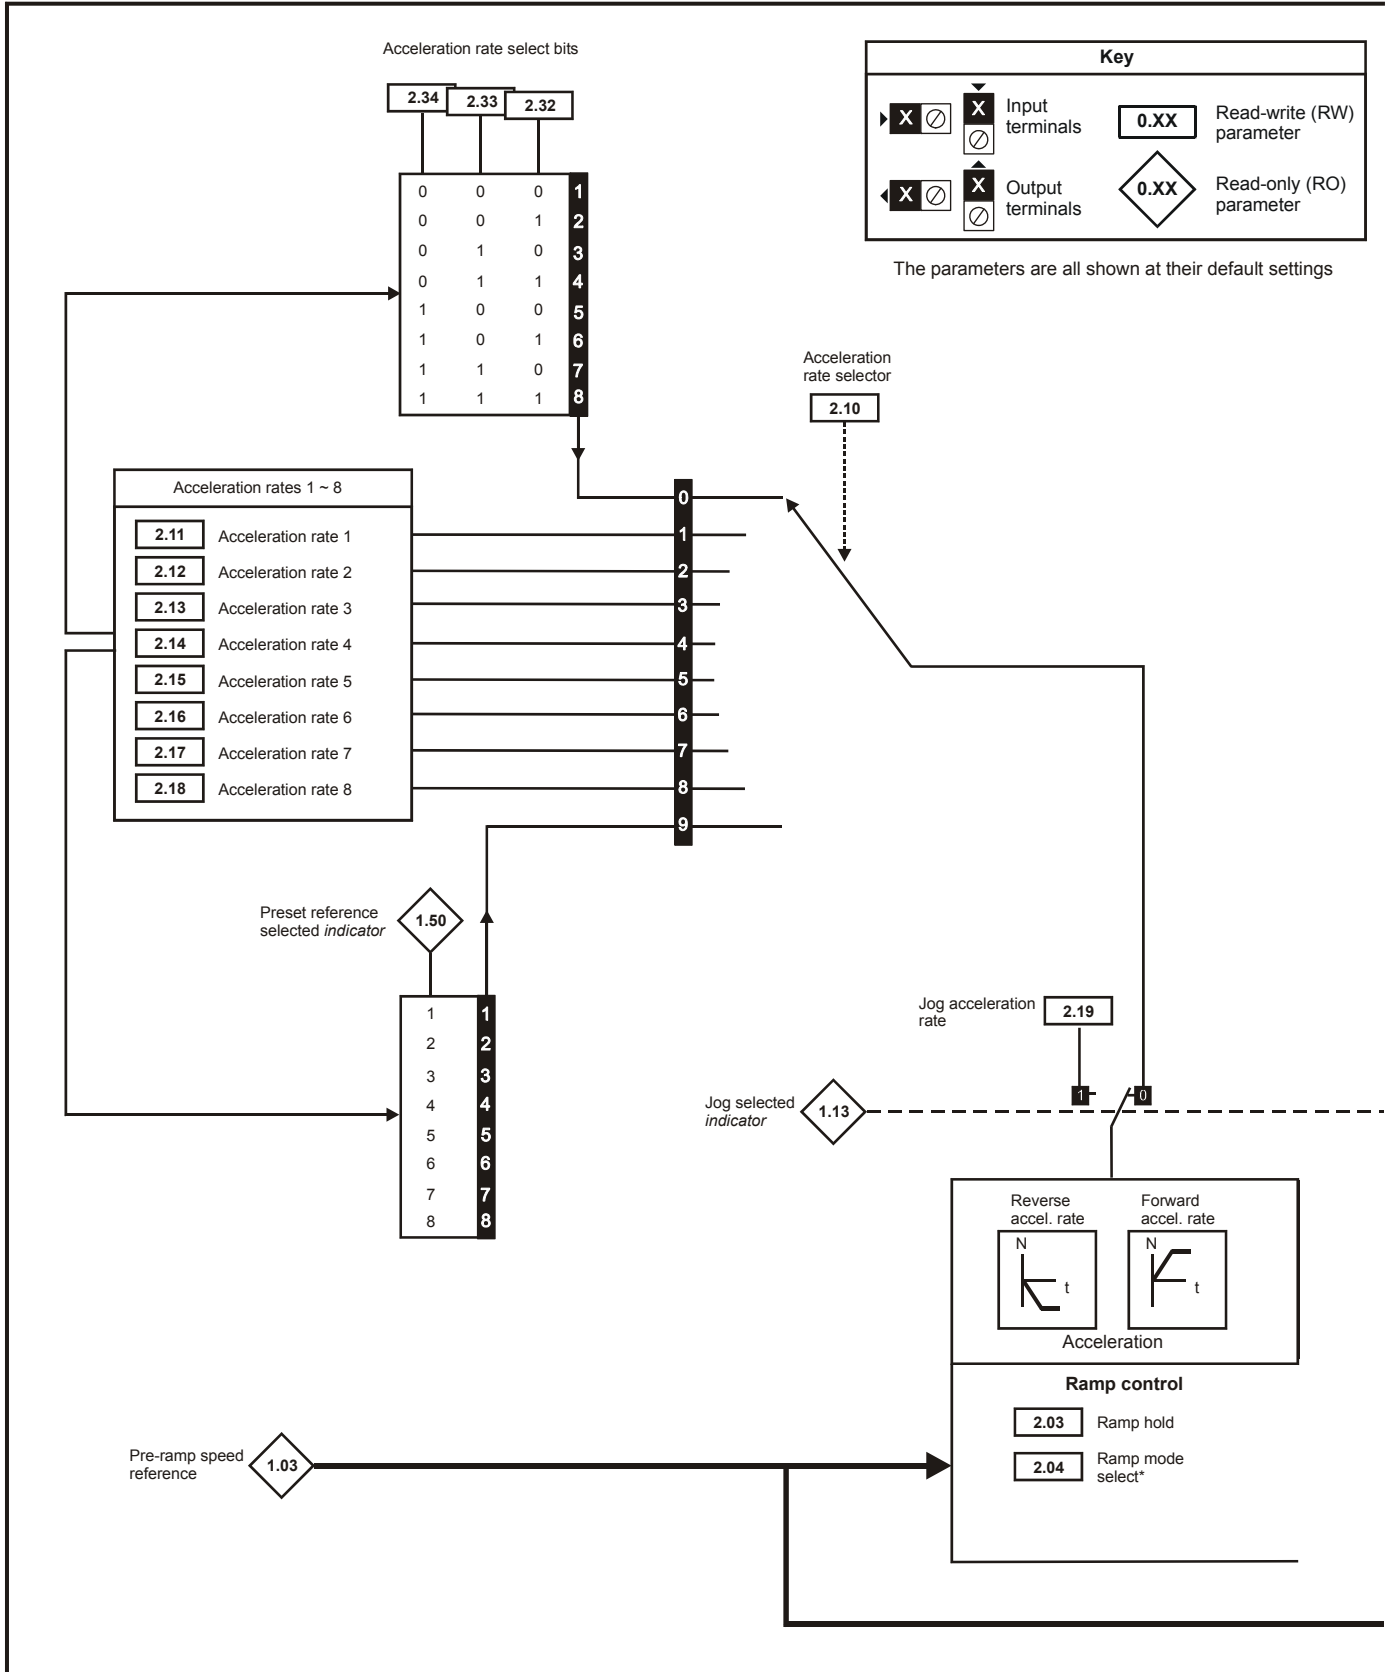 Acceleration rate select bits
2.34 2.33 2.32
0 0 0 1
0 0 1 2
0 1 0 3
0 1 1 4
1 0 0 5
1 0 1 6
1 1 0 7
1 1 1 8
Key
X
X
Input
terminals
0.XX
Read-write (RW)
parameter
X
X
Output
terminals
0.XX
Read-only (RO)
parameter
The parameters are all shown at their default settings
Acceleration
rate selector
2.10
Acceleration rates 1 ~ 8
2.11 Acceleration rate 1
2.12 Acceleration rate 2
2.13 Acceleration rate 3
2.14 Acceleration rate 4
2.15 Acceleration rate 5
2.16 Acceleration rate 6
2.17 Acceleration rate 7
2.18 Acceleration rate 8
0
1
2
3
4
5
6
7
8
9
Preset reference
selected indicator
1.50
1 1
2 2
3 3
4 4
5 5
6 6
7 7
8 8
Jog acceleration
rate
2.19
1 0
Jog selected
indicator
1.13
Reverse
accel. rate
N
t
Forward
accel. rate
N
t
Acceleration
Ramp control
2.03 Ramp hold
2.04 Ramp mode
select*
Pre-ramp speed
reference
1.03